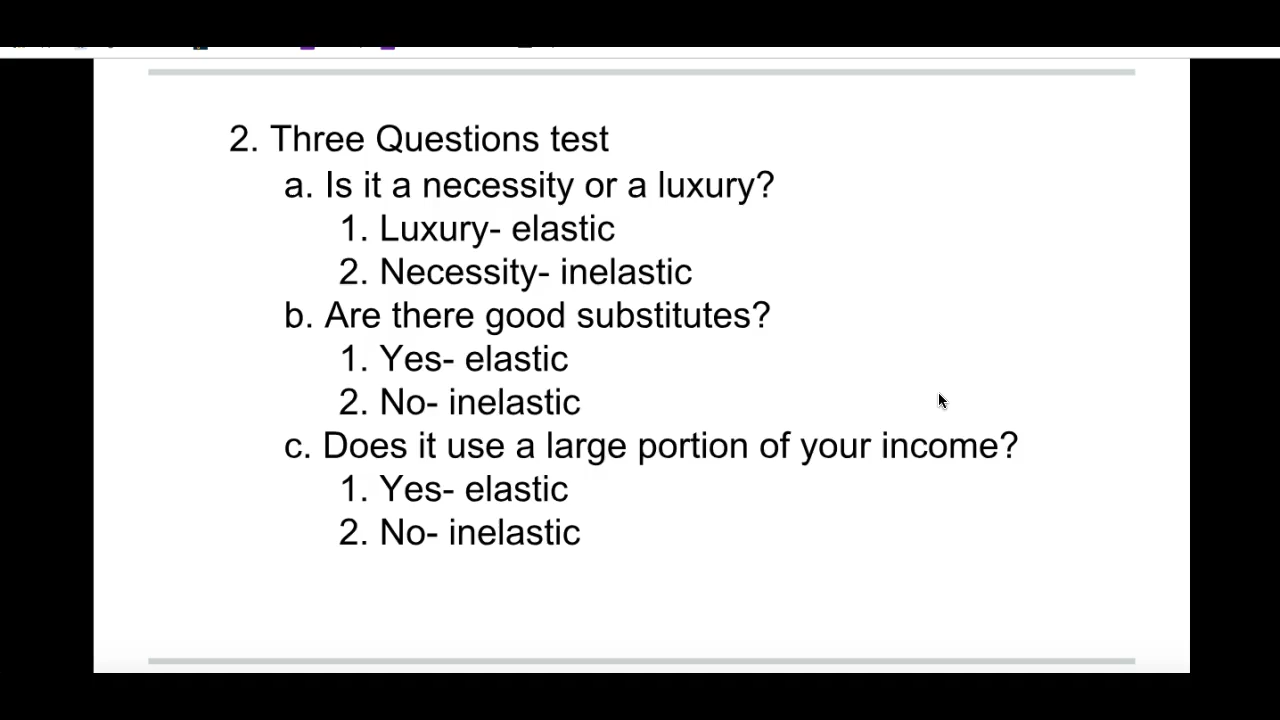 2. Three Questions test
a. Is it a necessity or a luxury?
1. Luxury- elastic
2. Necessity- inelastic
b. Are there good substitutes?
1. Yes- elastic
2. No- inelastic
c. Does it use a large portion of your income?
1. Yes- elastic
2. No- inelastic